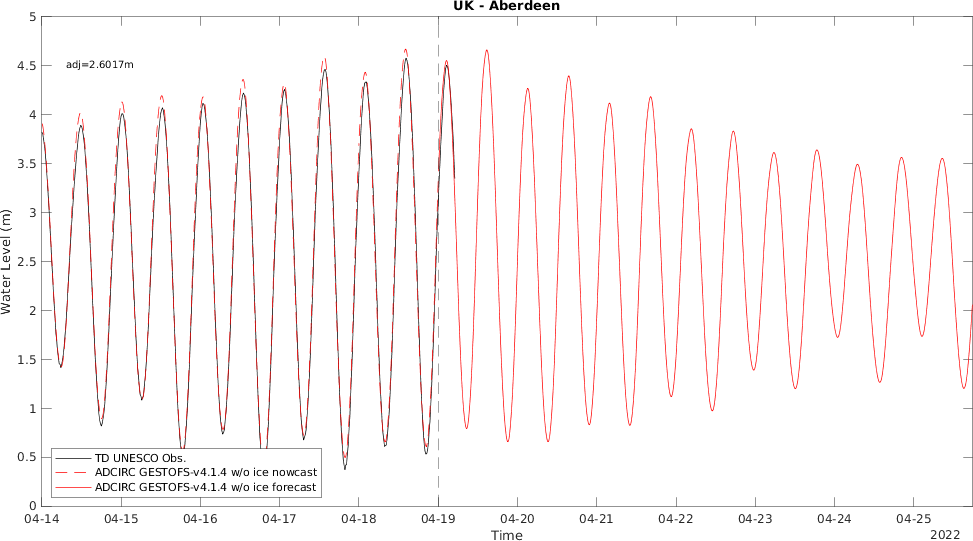 UK - Aberdeen
5
4.5
4
3.5
3
2.5
2
1.5
1
0.5
0
Water Level (m)
adj=2.6017m
TD UNESCO Obs.
ADCIRC GESTOFS-v4.1.4 w/o ice nowcast
ADCIRC GESTOFS-v4.1.4 w/o ice forecast
04-14 04-15 04-16 04-17 04-18 04-19 04-20 04-21 04-22 04-23 04-24 04-25
Time
2022